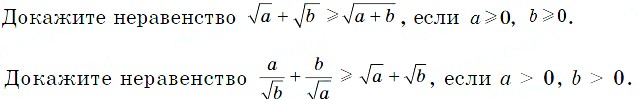 Докажите неравенство √a + √b ⩾ √(a + b), если a⩾0, b⩾0.
Докажите неравенство a/√b + b/√a ⩾ √a + √b, если a > 0, b > 0.